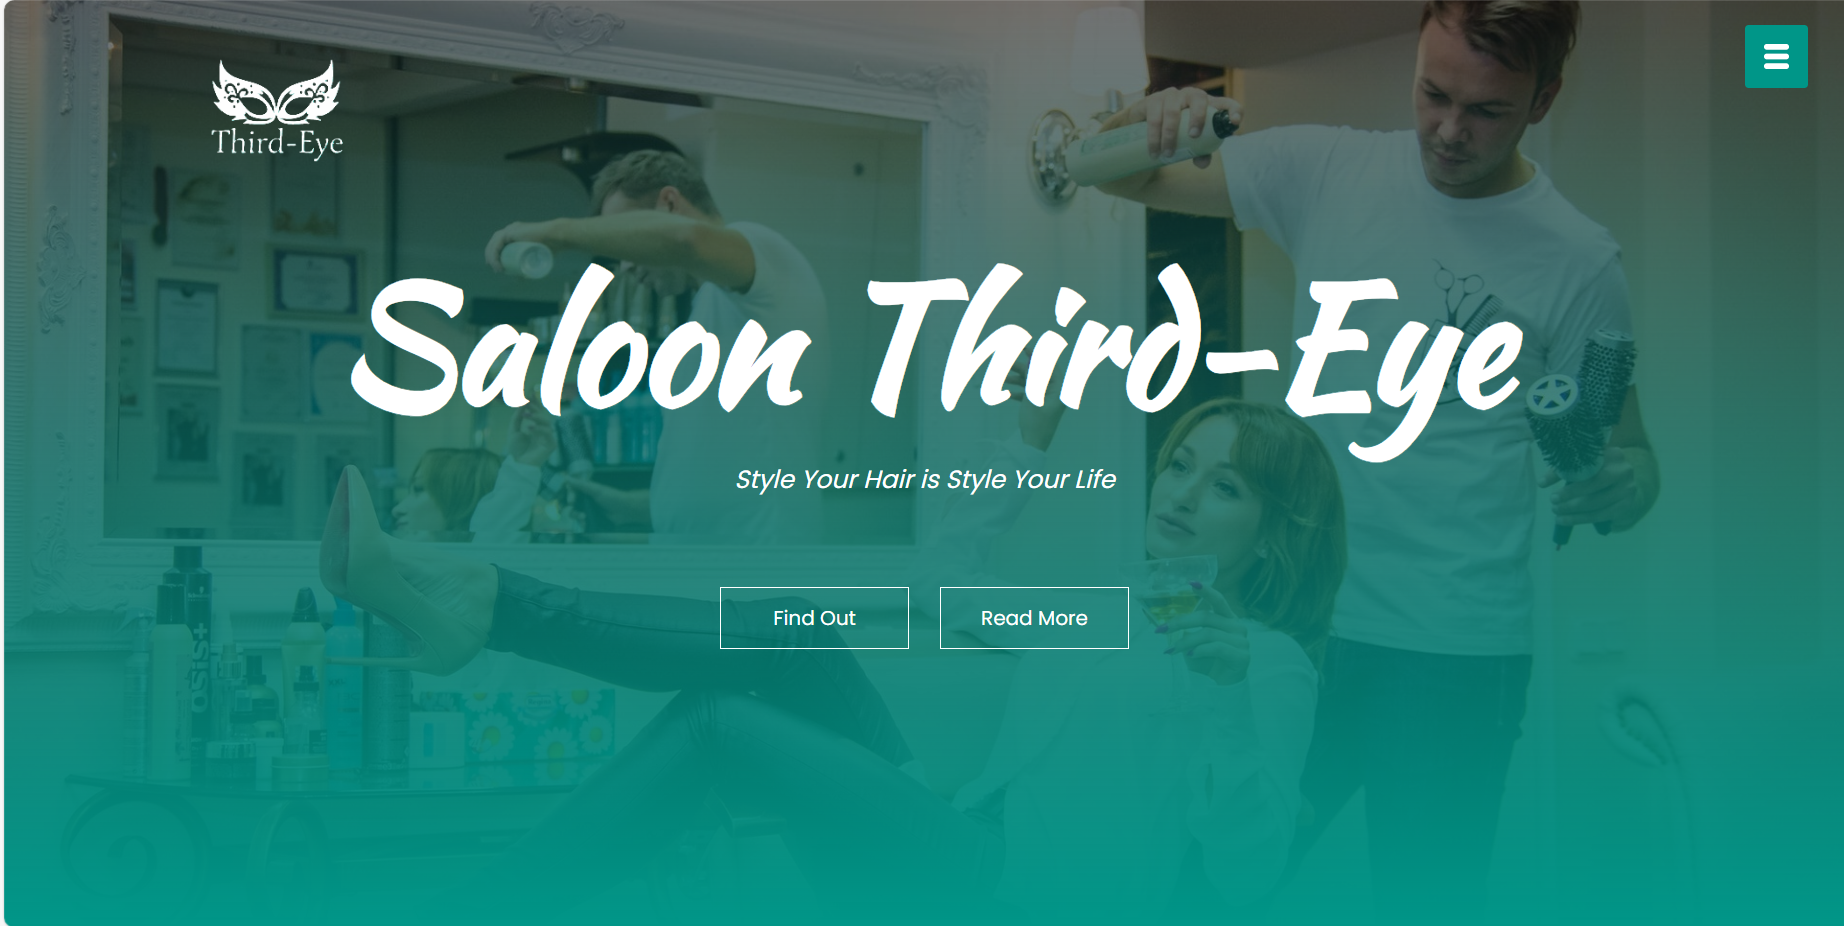 Third-Eye
Saloon Third-Eye
Style Your Hair is Style Your Life
Find Out
Read More
OSiS+